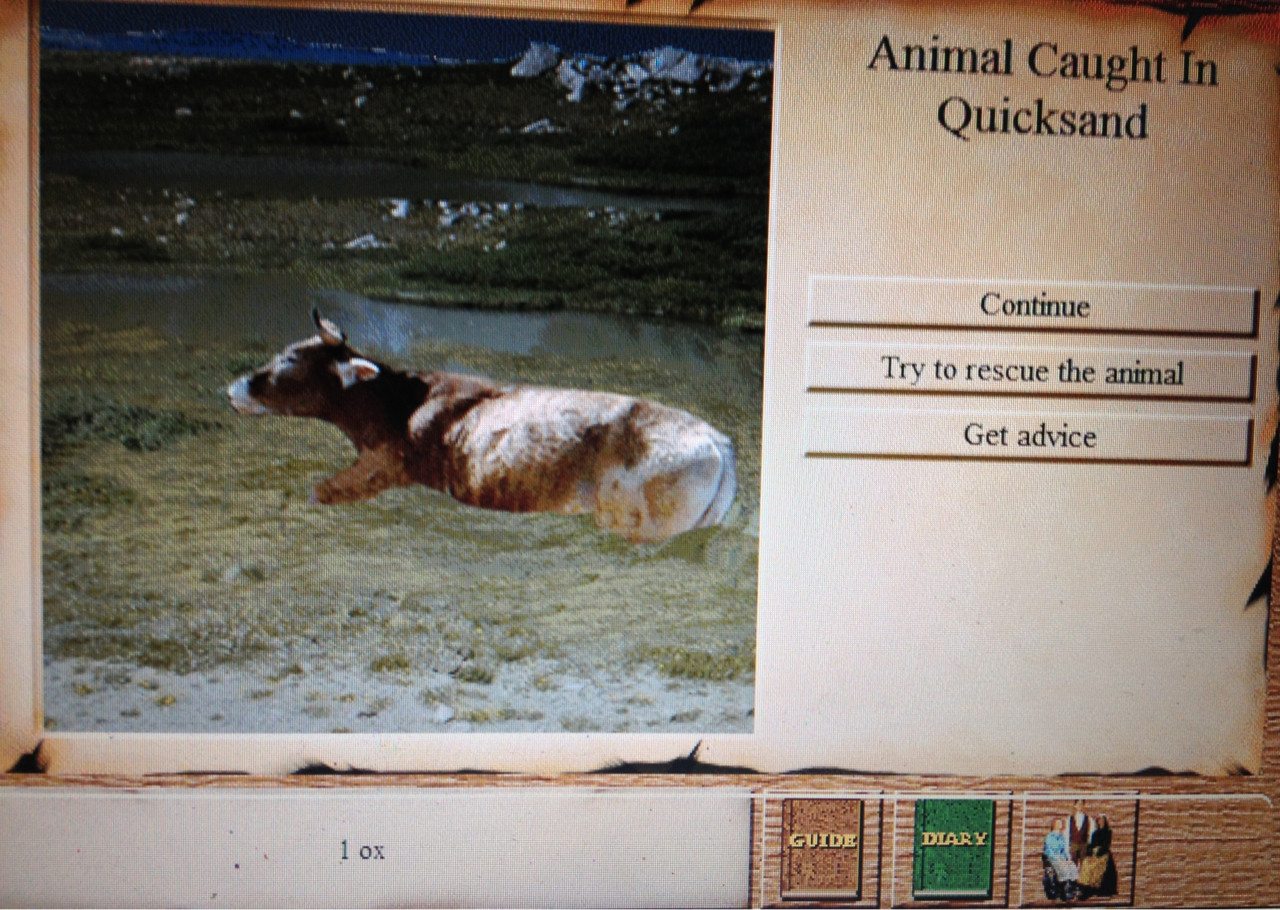 Animal Caught In
Quicksand
Continue
Try to rescue the animal
Get advice
1 ox
GUIDE
DIARY